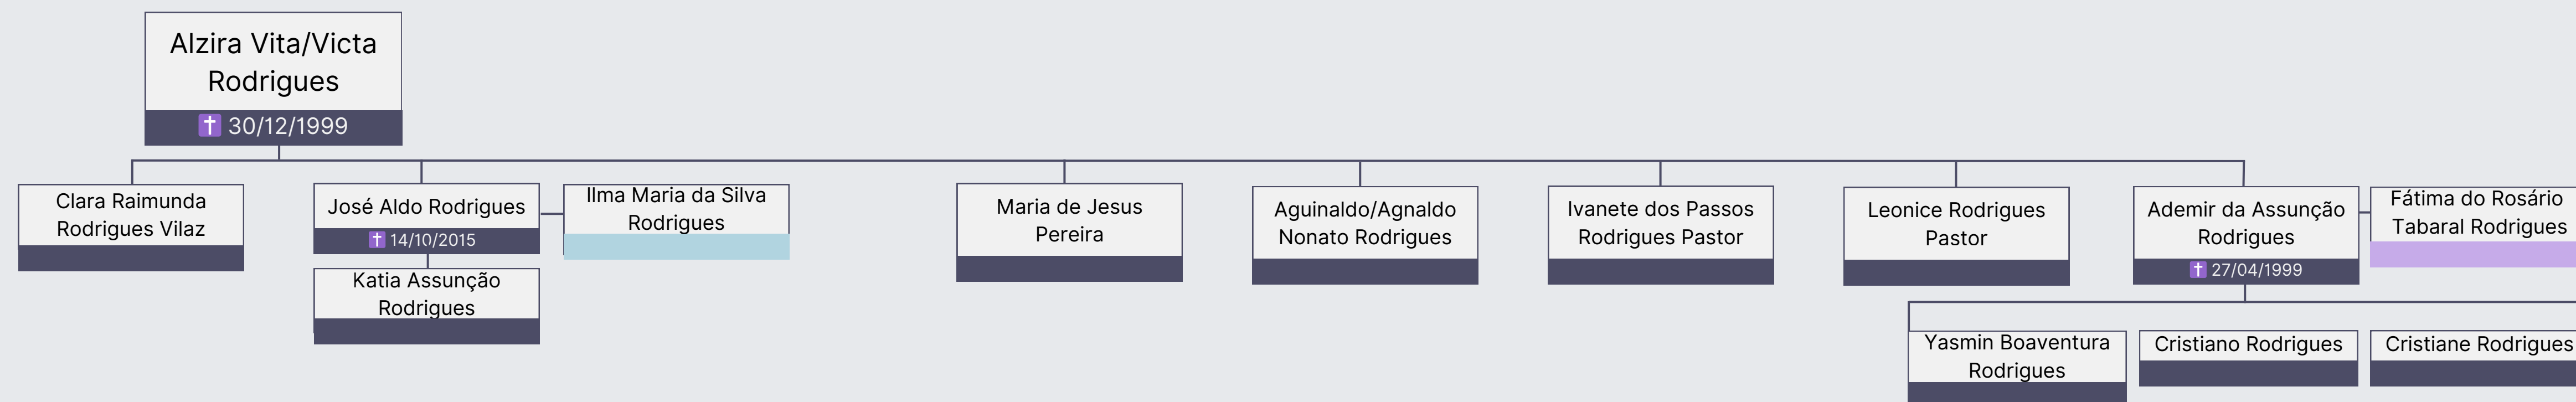 Alzira Vita/Victa
Rodrigues
✝ 30/12/1999
Clara Raimunda
Rodrigues Vilaz
José Aldo Rodrigues
✝ 14/10/2015
Ilma Maria da Silva
Rodrigues
Maria de Jesus
Pereira
Aguinaldo/Agnaldo
Nonato Rodrigues
Ivanete dos Passos
Rodrigues Pastor
Leonice Rodrigues
Pastor
Ademir da Assunção
Rodrigues
✝ 27/04/1999
Fátima do Rosário
Tabaral Rodrigues
Katia Assunção
Rodrigues
Yasmin Boaventura
Rodrigues
Cristiano Rodrigues
Cristiane Rodrigues